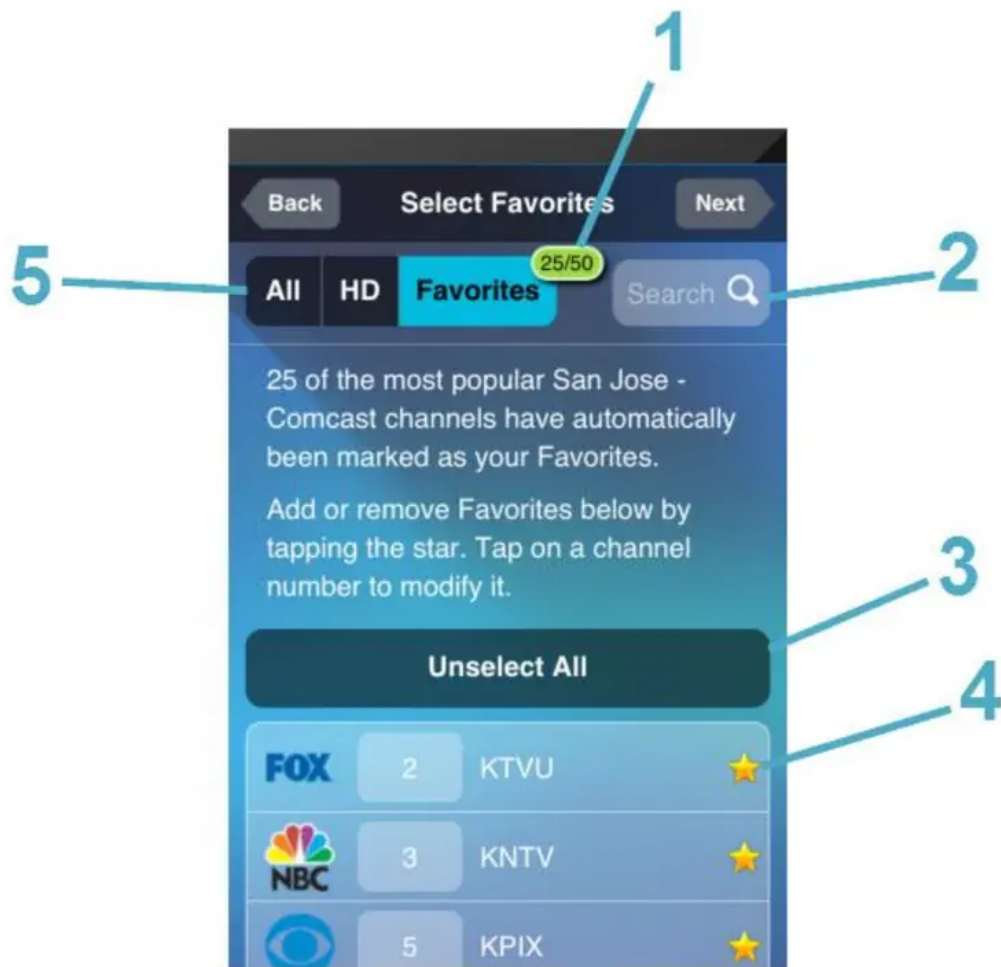 1
Back Select Favorites Next
5 All HD Favorites 25/50 Search 2
25 of the most popular San Jose -
Comcast channels have automatically
been marked as your Favorites.
Add or remove Favorites below by
tapping the star. Tap on a channel
number to modify it.
3
Unselect All
4
FOX 2 KTVU
NBC 3 KNTV
5 KPIX